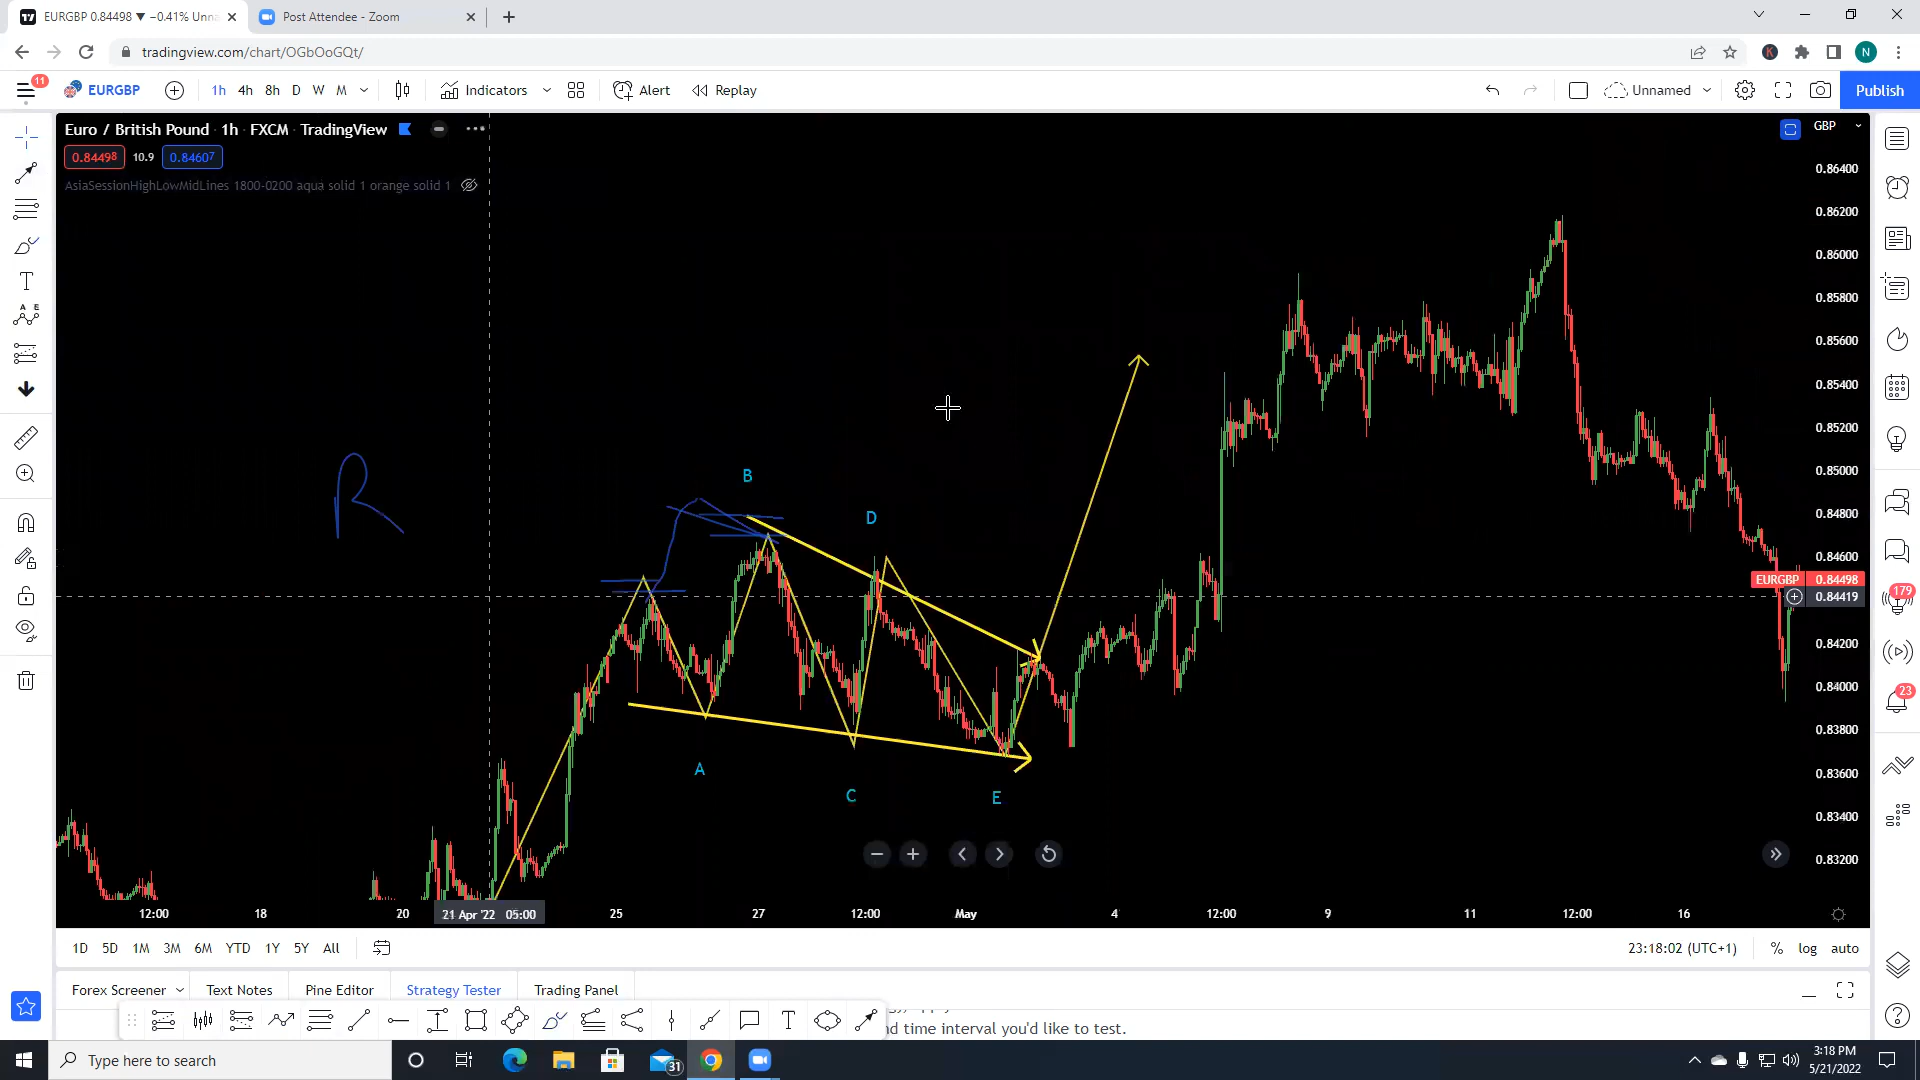 EURGBP 0.84498 ▼ −0.41% Unna
Post Attendee - Zoom
tradingview.com/chart/OGbOoGQt/
N
11
EURGBP
1h 4h 8h D W M
Indicators
Alert
Replay
Unnamed
Publish
Euro / British Pound · 1h · FXCM · TradingView
GBP
0.84498 10.9 0.84607
AsiaSessionHighLowMidLines 1800-0200 aqua solid 1 orange solid 1
0.86400
0.86200
0.86000
0.85800
0.85600
0.85400
0.85200
0.85000
0.84800
0.84600
EURGBP 0.84498
0.84419
0.84200
0.84000
0.83800
0.83600
0.83400
0.83200
R
B
D
A
C
E
179
23
12:00 18 20 21 Apr '22 05:00 25 27 12:00 May 4 12:00 9 11 12:00 16
1D 5D 1M 3M 6M YTD 1Y 5Y All
23:18:02 (UTC+1) % log auto
Forex Screener Text Notes Pine Editor Strategy Tester Trading Panel
nd time interval you'd like to test.
Type here to search
31
3:18 PM
5/21/2022